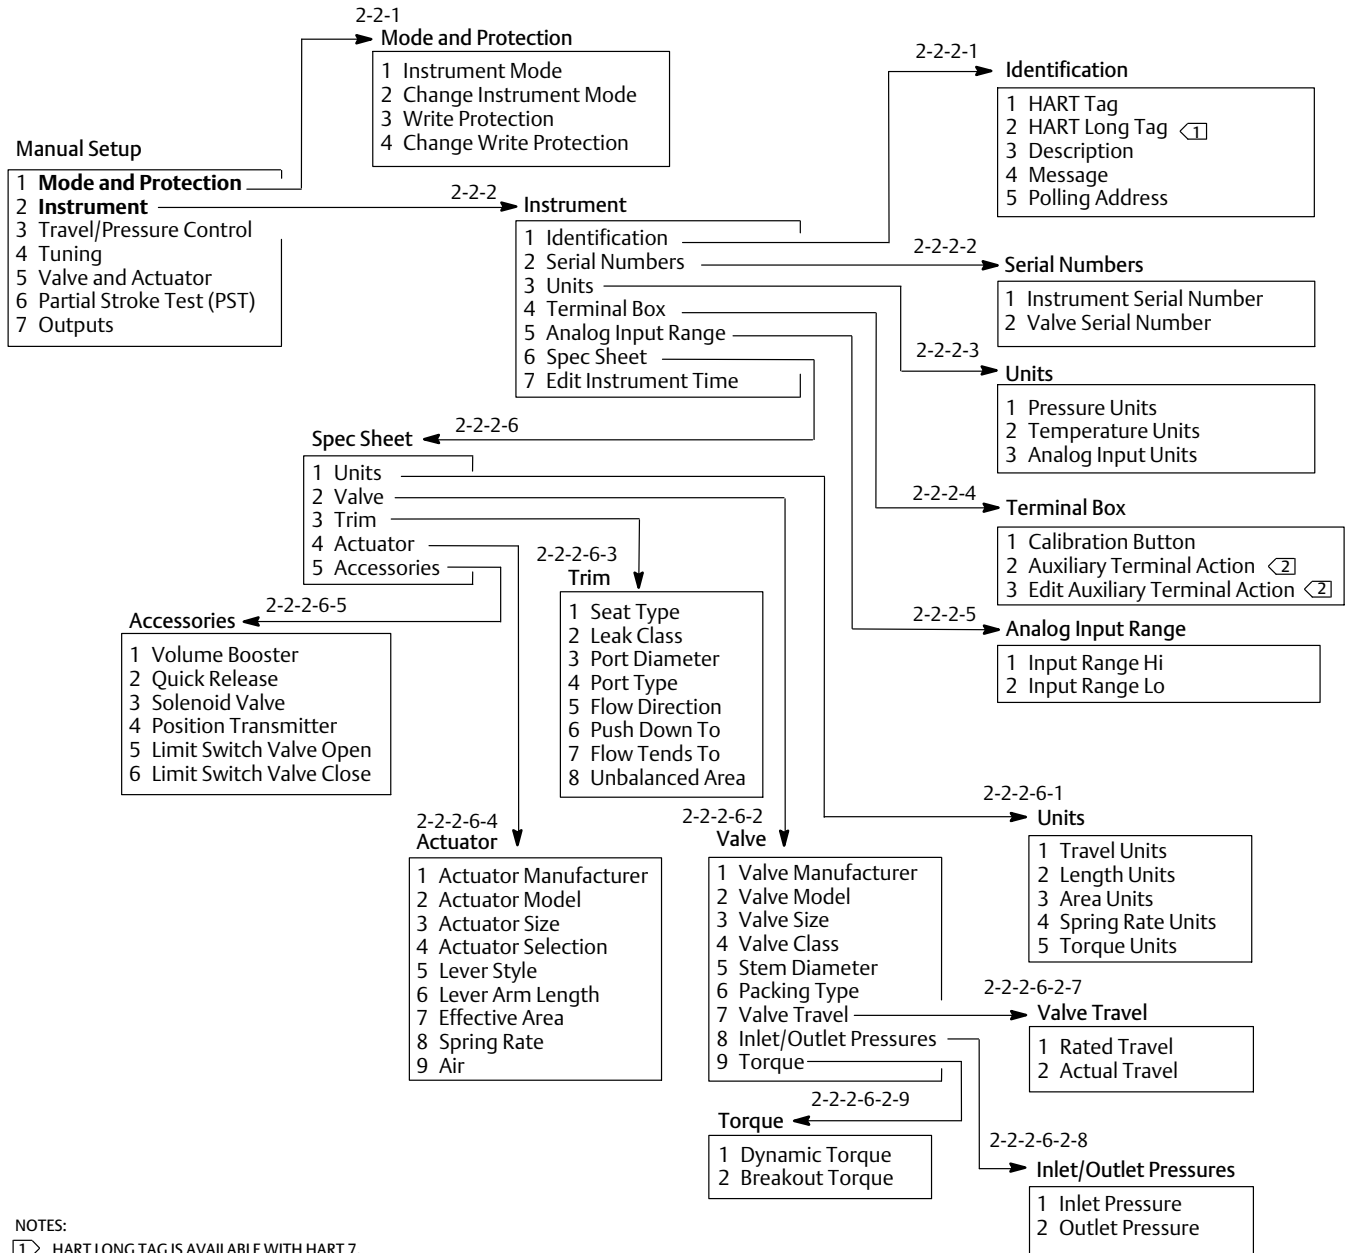 2-2-1
Mode and Protection
1 Instrument Mode
2 Change Instrument Mode
3 Write Protection
4 Change Write Protection
Manual Setup
1 Mode and Protection
2 Instrument
3 Travel/Pressure Control
4 Tuning
5 Valve and Actuator
6 Partial Stroke Test (PST)
7 Outputs
2-2-2
Instrument
1 Identification
2 Serial Numbers
3 Units
4 Terminal Box
5 Analog Input Range
6 Spec Sheet
7 Edit Instrument Time
2-2-2-1
Identification
1 HART Tag
2 HART Long Tag 1
3 Description
4 Message
5 Polling Address
2-2-2-2
Serial Numbers
1 Instrument Serial Number
2 Valve Serial Number
2-2-2-3
Units
1 Pressure Units
2 Temperature Units
3 Analog Input Units
2-2-2-4
Terminal Box
1 Calibration Button
2 Auxiliary Terminal Action 2
3 Edit Auxiliary Terminal Action 2
2-2-2-5
Analog Input Range
1 Input Range Hi
2 Input Range Lo
2-2-2-6
Spec Sheet
1 Units
2 Valve
3 Trim
4 Actuator
5 Accessories
2-2-2-6-5
Accessories
1 Volume Booster
2 Quick Release
3 Solenoid Valve
4 Position Transmitter
5 Limit Switch Valve Open
6 Limit Switch Valve Close
2-2-2-6-3
Trim
1 Seat Type
2 Leak Class
3 Port Diameter
4 Port Type
5 Flow Direction
6 Push Down To
7 Flow Tends To
8 Unbalanced Area
2-2-2-6-4
Actuator
1 Actuator Manufacturer
2 Actuator Model
3 Actuator Size
4 Actuator Selection
5 Lever Style
6 Lever Arm Length
7 Effective Area
8 Spring Rate
9 Air
2-2-2-6-2
Valve
1 Valve Manufacturer
2 Valve Model
3 Valve Size
4 Valve Class
5 Stem Diameter
6 Packing Type
7 Valve Travel
8 Inlet/Outlet Pressures
9 Torque
2-2-2-6-1
Units
1 Travel Units
2 Length Units
3 Area Units
4 Spring Rate Units
5 Torque Units
2-2-2-6-2-7
Valve Travel
1 Rated Travel
2 Actual Travel
2-2-2-6-2-9
Torque
1 Dynamic Torque
2 Breakout Torque
2-2-2-6-2-8
Inlet/Outlet Pressures
1 Inlet Pressure
2 Outlet Pressure
NOTES:
1 HART LONG TAG IS AVAILABLE WITH HART 7